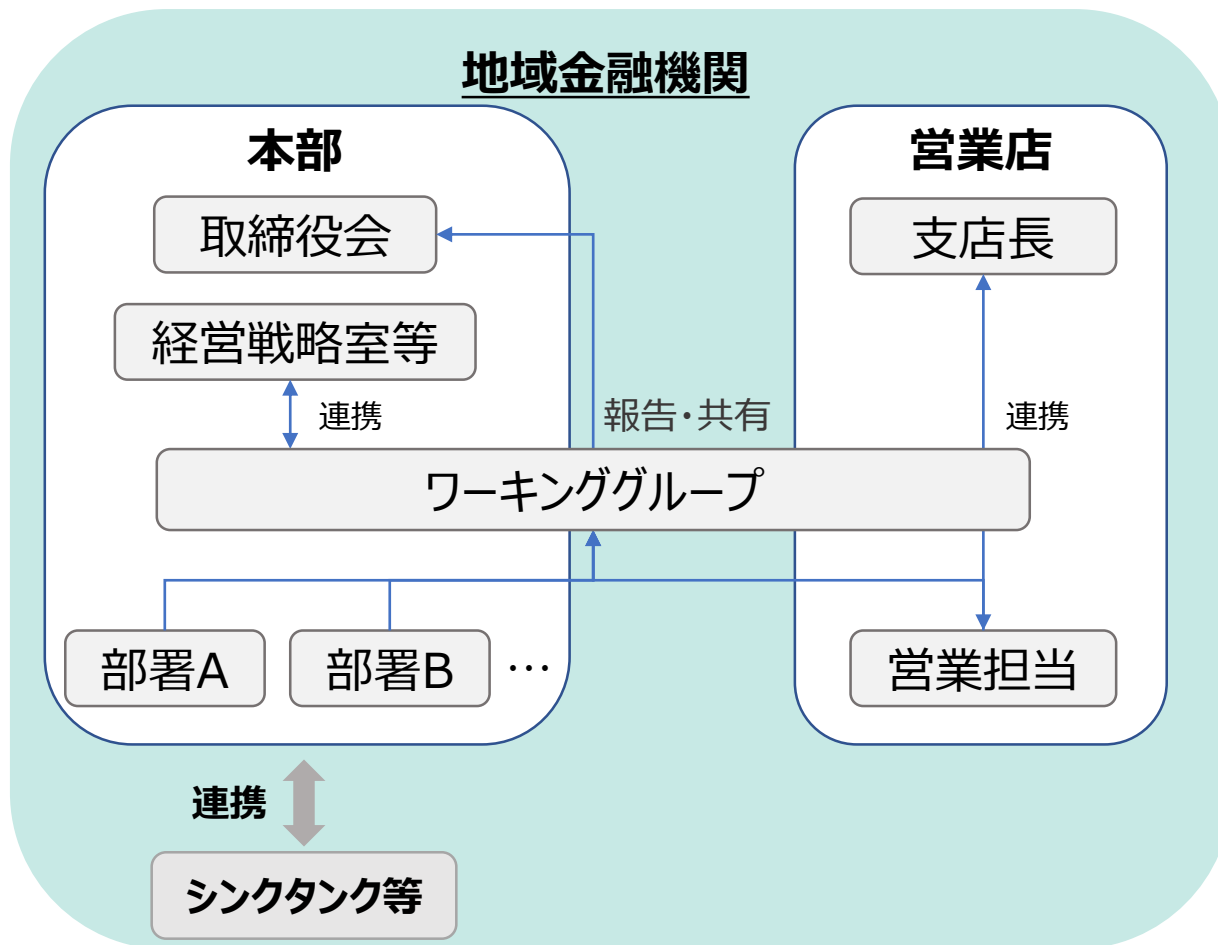 地域金融機関
本部
取締役会
経営戦略室等
連携
報告・共有
ワーキンググループ
部署A
部署B
…
営業店
支店長
連携
営業担当
連携
シンクタンク等